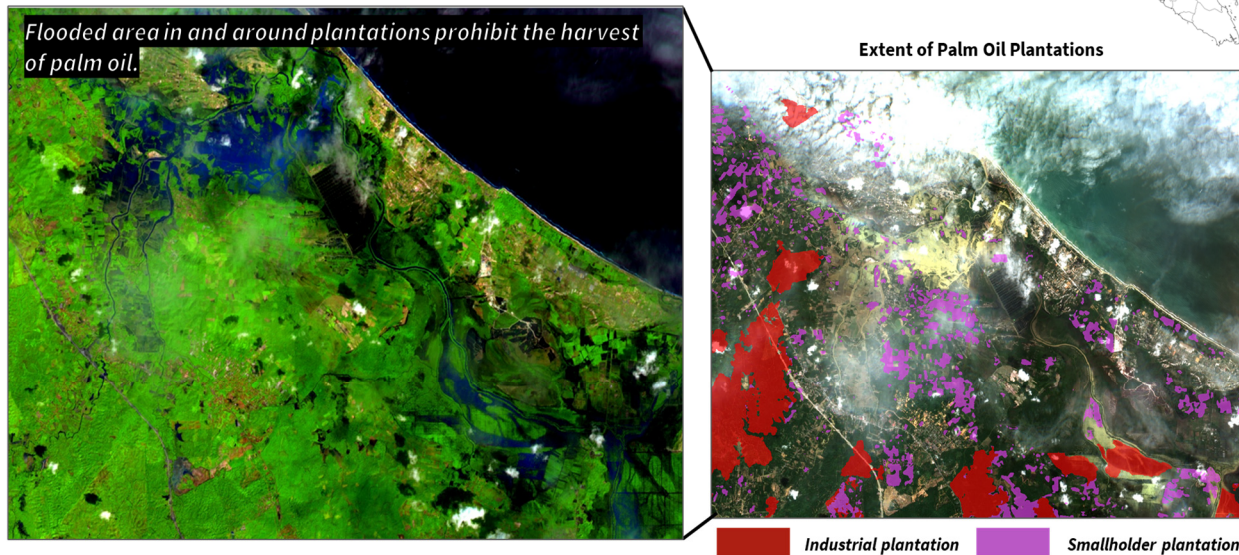 Flooded area in and around plantations prohibit the harvest
of palm oil.
Extent of Palm Oil Plantations
Industrial plantation
Smallholder plantation